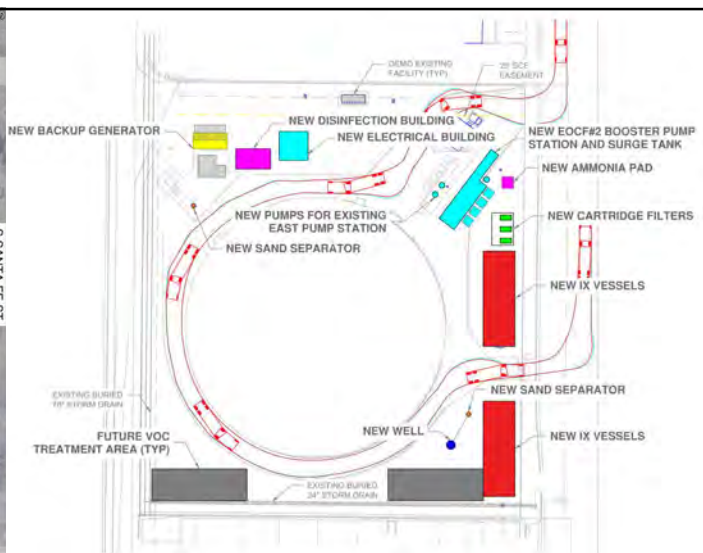 DEMO EXISTING
FACILITY (TYP)
25' SCE
EASEMENT
NEW BACKUP GENERATOR
NEW DISINFECTION BUILDING
NEW ELECTRICAL BUILDING
NEW EOCF#2 BOOSTER PUMP
STATION AND SURGE TANK
NEW AMMONIA PAD
NEW PUMPS FOR EXISTING
EAST PUMP STATION
NEW CARTRIDGE FILTERS
NEW SAND SEPARATOR
NEW IX VESSELS
NEW SAND SEPARATOR
EXISTING BURIED
STORM DRAIN
NEW WELL
FUTURE VOC
TREATMENT AREA (TYP)
NEW IX VESSELS
EXISTING BURIED
24" STORM DRAIN